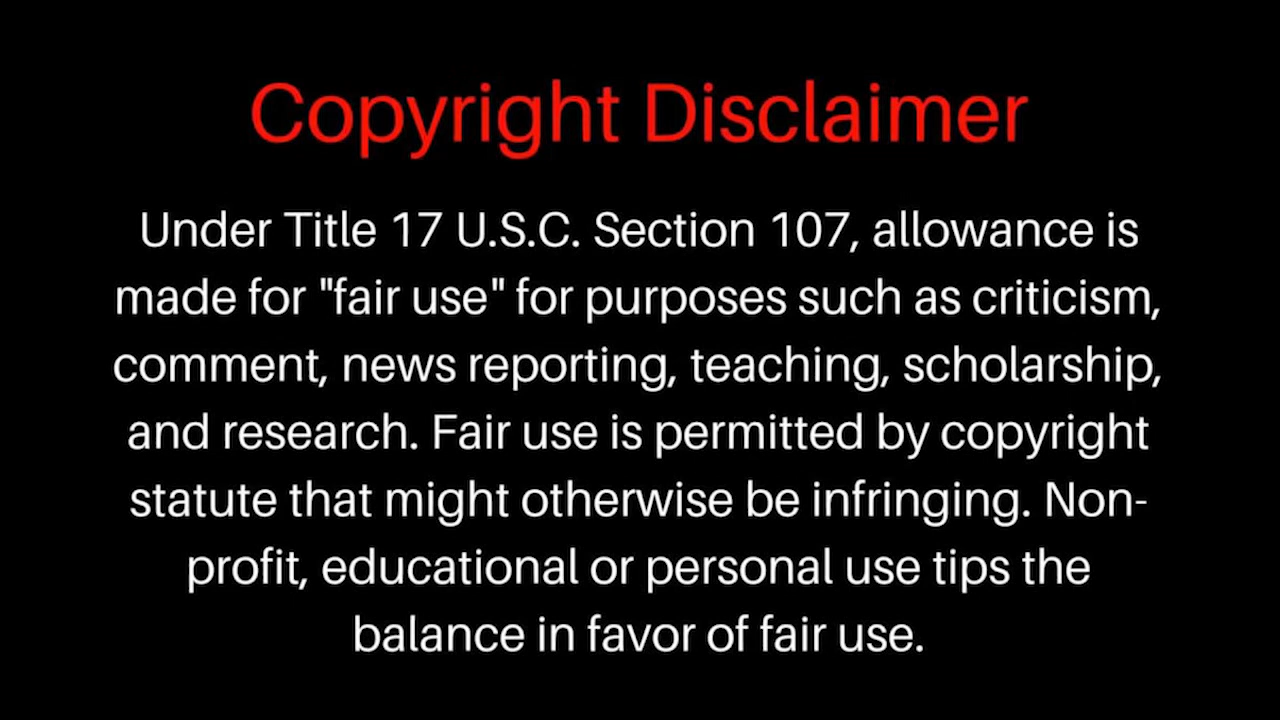 Copyright Disclaimer
Under Title 17 U.S.C. Section 107, allowance is
made for "fair use" for purposes such as criticism,
comment, news reporting, teaching, scholarship,
and research. Fair use is permitted by copyright
statute that might otherwise be infringing. Non-
profit, educational or personal use tips the
balance in favor of fair use.